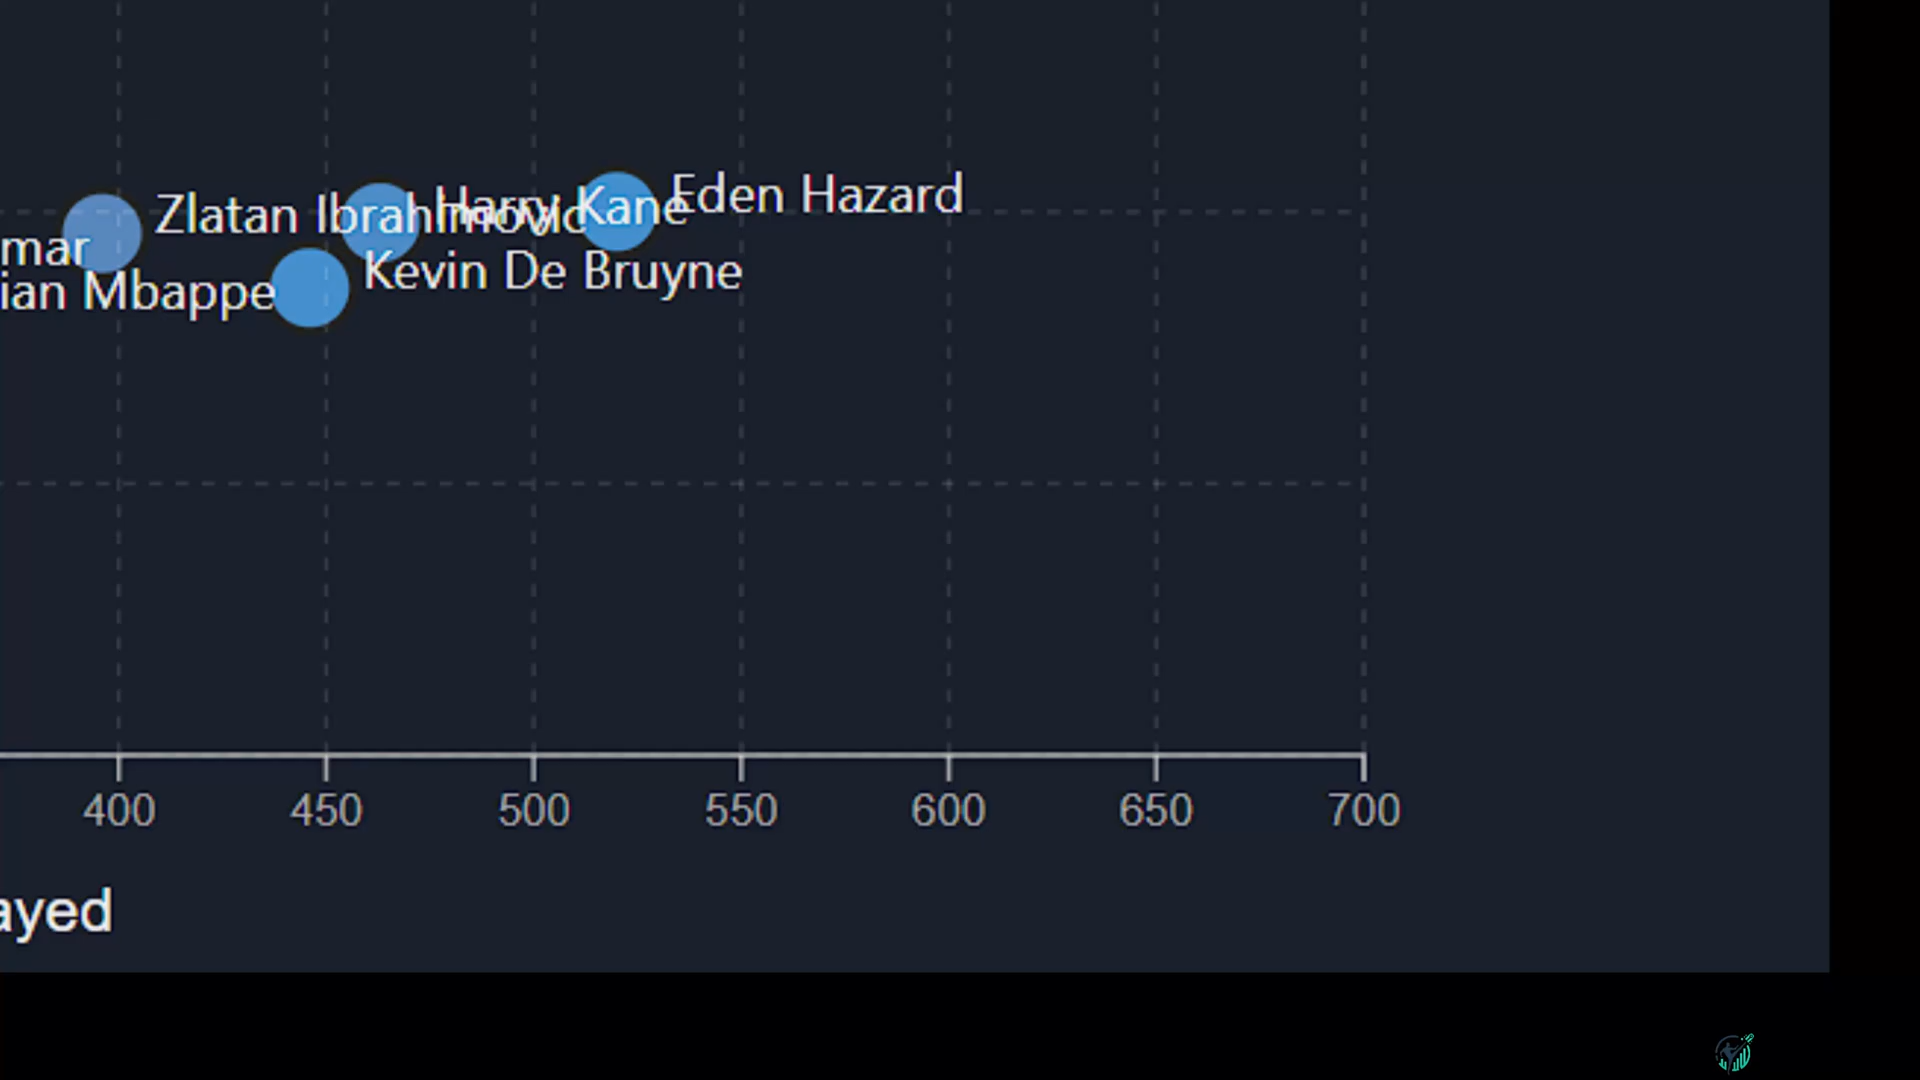 Eden Hazard
Harry Kane
Zlatan Ibrahimovic
mar
Kevin De Bruyne
ian Mbappe
400 450 500 550 600 650 700
ayed